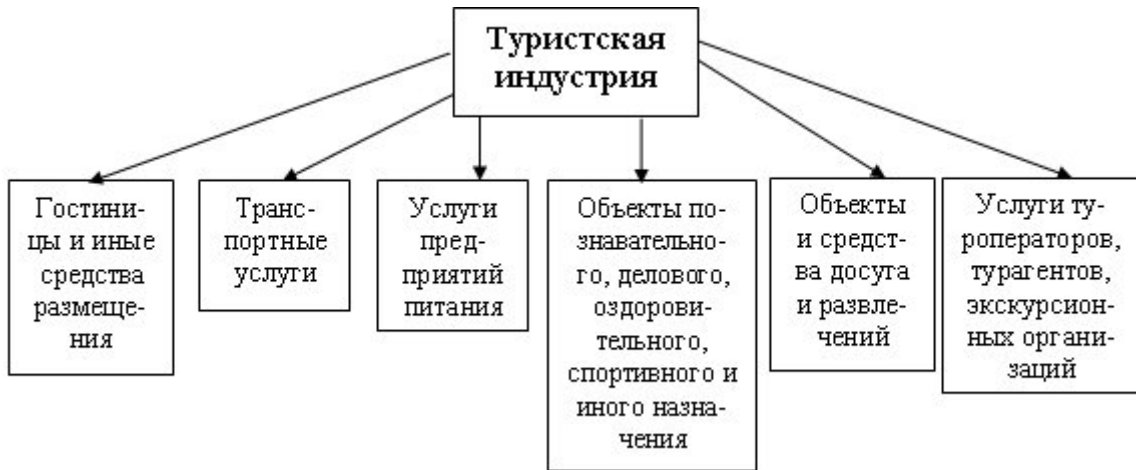 Туристская
индустрия
Гостини-
цы и иные
средства
размеще-
ния
Транс-
портные
услуги
Услуги
пред-
приятий
питания
Объекты по-
знавательно-
го, делового,
оздорови-
тельного,
спортивного и
иного назна-
чения
Объекты
и средст-
ва досуга
и развле-
чений
Услуги ту-
роператоров,
турагентов,
экскурсион-
ных органи-
заций